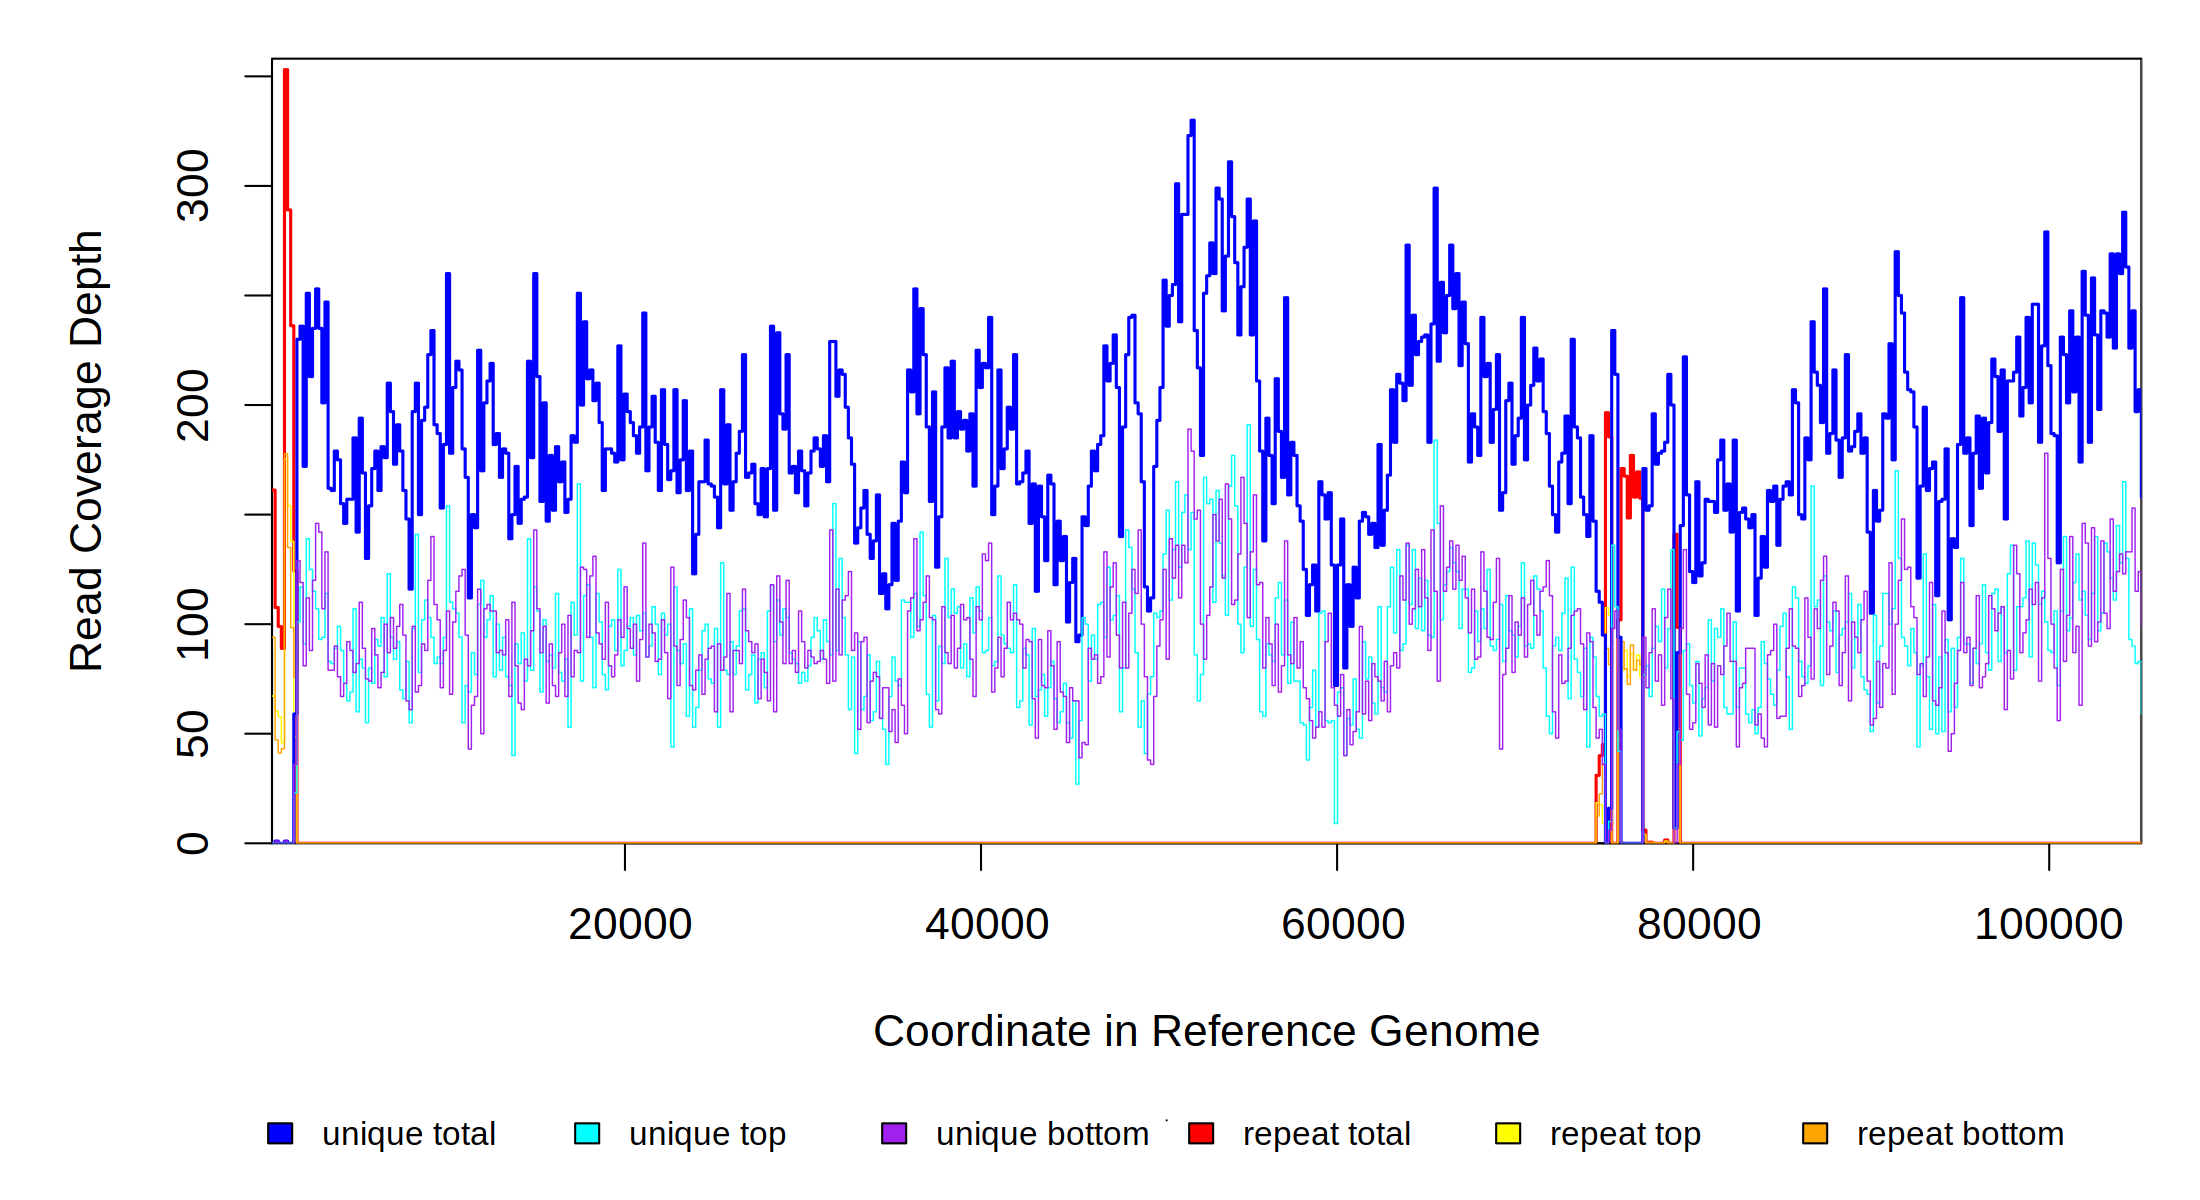 Read Coverage Depth
300
200
100
50
0
20000 40000 60000 80000 100000
Coordinate in Reference Genome
unique total unique top unique bottom repeat total repeat top repeat bottom